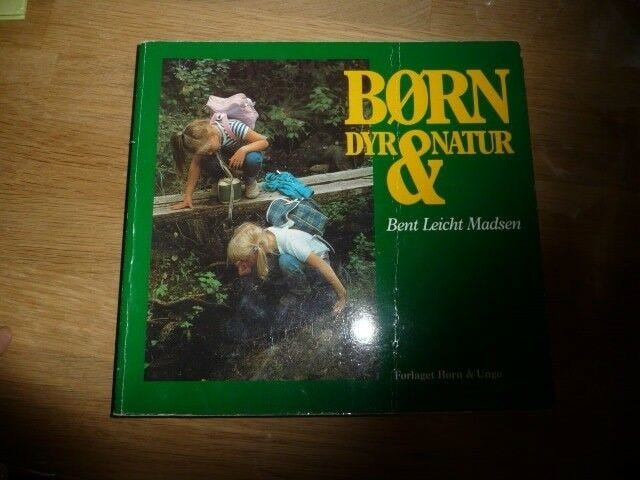 BØRN
DYR & NATUR
Bent Leicht Madsen
Forlaget Børn & Unge